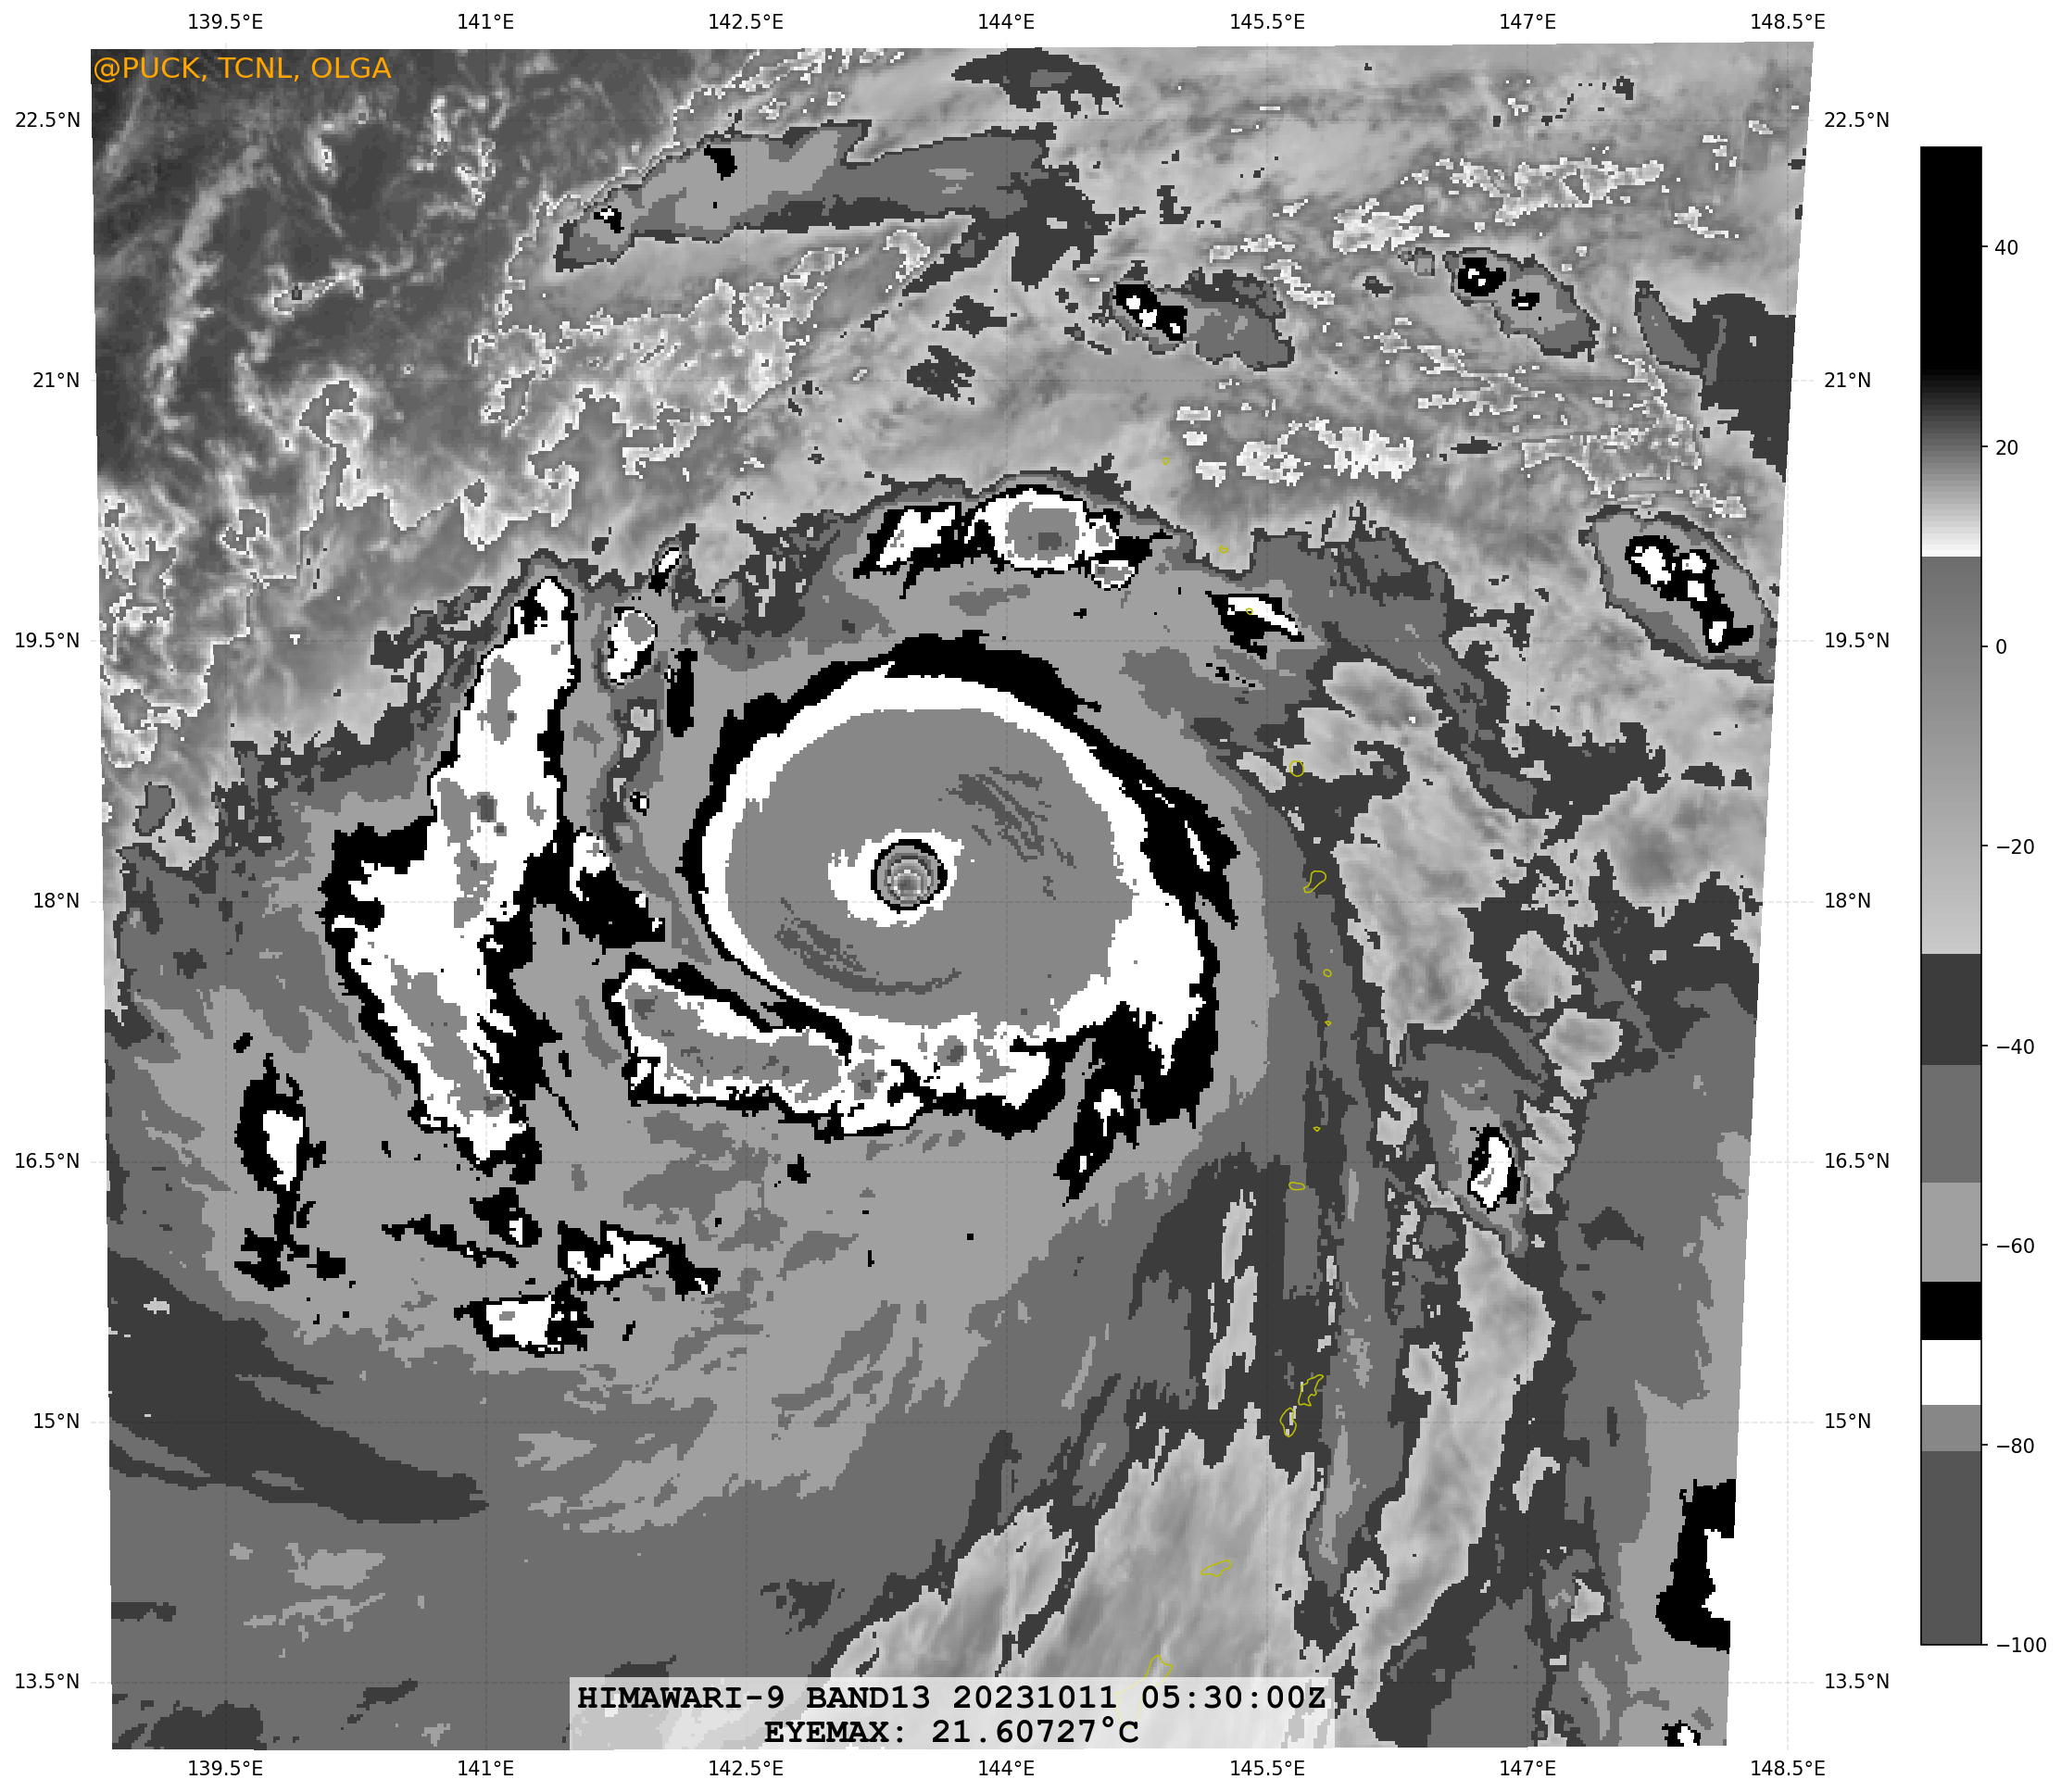 139.5°E 141°E 142.5°E 144°E 145.5°E 147°E 148.5°E
@PUCK, TCNL, OLGA
22.5°N 22.5°N
40
21°N 21°N
20
19.5°N 19.5°N
0
−20
18°N 18°N
−40
16.5°N 16.5°N
−60
15°N 15°N
−80
−100
13.5°N 13.5°N
HIMAWARI-9 BAND13 20231011 05:30:00Z
EYEMAX: 21.60727°C
139.5°E 141°E 142.5°E 144°E 145.5°E 147°E 148.5°E